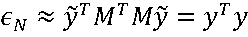 𝜖_N ≈ ỹ^T M^T M ỹ = y^T y